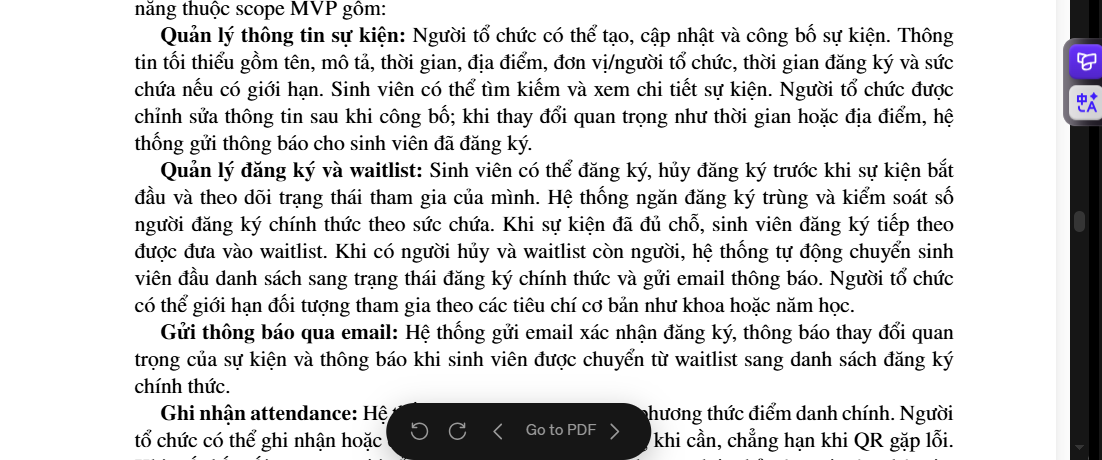 năng thuộc scope MVP gồm:
Quản lý thông tin sự kiện: Người tổ chức có thể tạo, cập nhật và công bố sự kiện. Thông
tin tối thiểu gồm tên, mô tả, thời gian, địa điểm, đơn vị/người tổ chức, thời gian đăng ký và sức
chứa nếu có giới hạn. Sinh viên có thể tìm kiếm và xem chi tiết sự kiện. Người tổ chức được
chỉnh sửa thông tin sau khi công bố; khi thay đổi quan trọng như thời gian hoặc địa điểm, hệ
thống gửi thông báo cho sinh viên đã đăng ký.
Quản lý đăng ký và waitlist: Sinh viên có thể đăng ký, hủy đăng ký trước khi sự kiện bắt
đầu và theo dõi trạng thái tham gia của mình. Hệ thống ngăn đăng ký trùng và kiểm soát số
người đăng ký chính thức theo sức chứa. Khi sự kiện đã đủ chỗ, sinh viên đăng ký tiếp theo
được đưa vào waitlist. Khi có người hủy và waitlist còn người, hệ thống tự động chuyển sinh
viên đầu danh sách sang trạng thái đăng ký chính thức và gửi email thông báo. Người tổ chức
có thể giới hạn đối tượng tham gia theo các tiêu chí cơ bản như khoa hoặc năm học.
Gửi thông báo qua email: Hệ thống gửi email xác nhận đăng ký, thông báo thay đổi quan
trọng của sự kiện và thông báo khi sinh viên được chuyển từ waitlist sang danh sách đăng ký
chính thức.
Ghi nhận attendance: Hệ phương thức điểm danh chính. Người
Go to PDF
tổ chức có thể ghi nhận hoặc khi cần, chẳng hạn khi QR gặp lỗi.